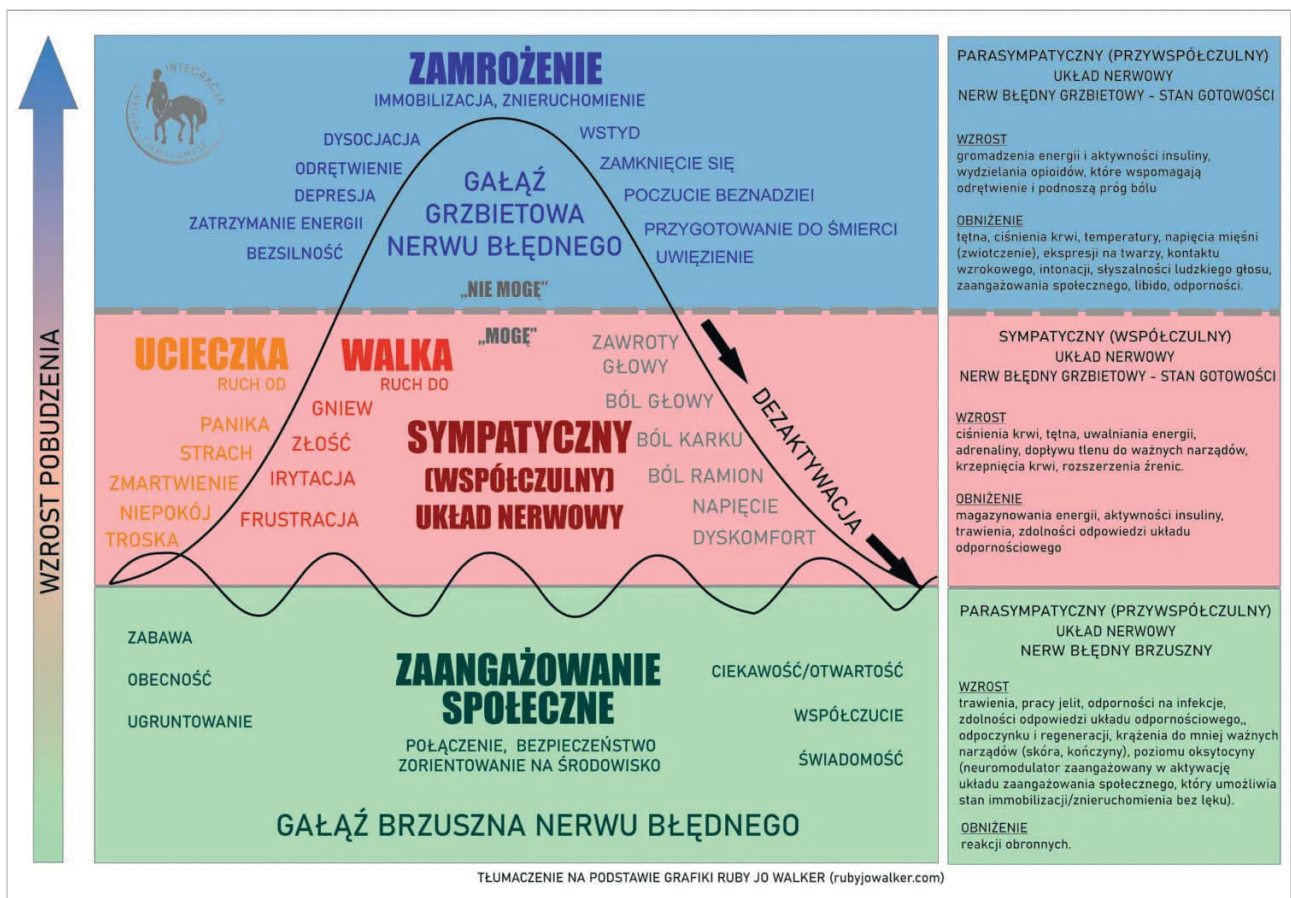 WZROST POBUDZENIA
INTEGRACJA
ZAMROŻENIE
IMMOBILIZACJA, ZNIERUCHOMIENIE
DYSOCJACJA
ODRĘTWIENIE
DEPRESJA
ZATRZYMANIE ENERGII
BEZSILNOŚĆ
GAŁĄŹ
GRZBIETOWA
NERWU BŁĘDNEGO
WSTYD
ZAMKNIĘCIE SIĘ
POCZUCIE BEZNADZIEI
PRZYGOTOWANIE DO ŚMIERCI
UWIĘZIENIE
„NIE MOGĘ”
„MOGĘ”
UCIECZKA
RUCH OD
PANIKA
STRACH
ZMARTWIENIE
NIEPOKÓJ
TROSKA
WALKA
RUCH DO
GNIEW
ZŁOŚĆ
IRYTACJA
FRUSTRACJA
SYMPATYCZNY
(WSPÓŁCZULNY)
UKŁAD NERWOWY
ZAWROTY
GŁOWY
BÓL GŁOWY
BÓL KARKU
BÓL RAMION
NAPIĘCIE
DYSKOMFORT
DEZAKTYWACJA
ZABAWA
OBECNOŚĆ
UGRUNTOWANIE
ZAANGAŻOWANIE
SPOŁECZNE
POŁĄCZENIE, BEZPIECZEŃSTWO
ZORIENTOWANIE NA ŚRODOWISKO
CIEKAWOŚĆ/OTWARTOŚĆ
WSPÓŁCZUCIE
ŚWIADOMOŚĆ
GAŁĄŹ BRZUSZNA NERWU BŁĘDNEGO
PARASYMPATYCZNY (PRZYWSPÓŁCZULNY)
UKŁAD NERWOWY
NERW BŁĘDNY GRZBIETOWY - STAN GOTOWOŚCI
WZROST
gromadzenia energii i aktywności insuliny,
wydzielania opioidów, które wspomagają
odrętwienie i podnoszą próg bólu
OBNIŻENIE
tętna, ciśnienia krwi, temperatury, napięcia mięśni
(zwiotczenie), ekspresji na twarzy, kontaktu
wzrokowego, intonacji, słyszalności ludzkiego głosu,
zaangażowania społecznego, libido, odporności.
SYMPATYCZNY (WSPÓŁCZULNY)
UKŁAD NERWOWY
NERW BŁĘDNY GRZBIETOWY - STAN GOTOWOŚCI
WZROST
ciśnienia krwi, tętna, uwalniania energii,
adrenaliny, dopływu tlenu do ważnych narządów,
krzepnięcia krwi, rozszerzenia źrenic.
OBNIŻENIE
magazynowania energii, aktywności insuliny,
trawienia, zdolności odpowiedzi układu
odpornościowego
PARASYMPATYCZNY (PRZYWSPÓŁCZULNY)
UKŁAD NERWOWY
NERW BŁĘDNY BRZUSZNY
WZROST
trawienia, pracy jelit, odporności na infekcje,
zdolności odpowiedzi układu odpornościowego,,
odpoczynku i regeneracji, krążenia do mniej ważnych
narządów (skóra, kończyny), poziomu oksytocyny
(neuromodulator zaangażowany w aktywację
układu zaangażowania społecznego, który umożliwia
stan immobilizacji/znieruchomienia bez lęku).
OBNIŻENIE
reakcji obronnych.
TŁUMACZENIE NA PODSTAWIE GRAFIKI RUBY JO WALKER (rubyjowalker.com)